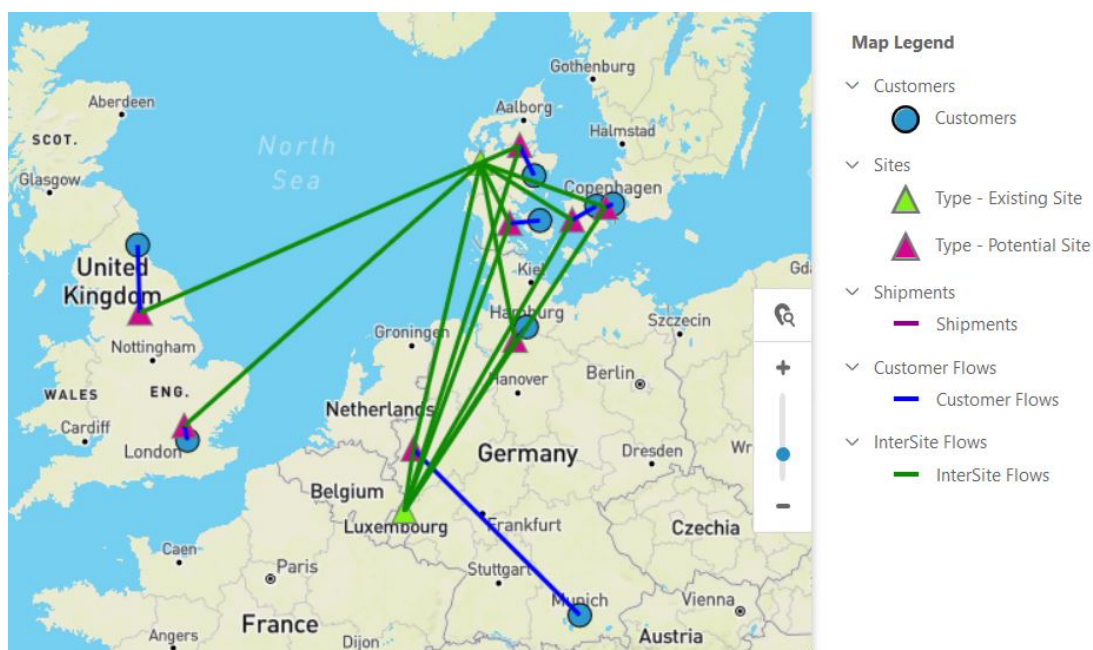 Gothenburg
Aberdeen
Aalborg
SCOT.
North
Sea
Halmstad
Glasgow
Copenhagen
United
Kingdom
Kiel
Gda
Hamburg
Szczecin
Groningen
Nottingham
Hanover
Berlin
WALES
ENG.
Netherlands
Cardiff
London
Germany
Dresden
Wr
Belgium
Luxembourg
Frankfurt
Czechia
Caen
Paris
Stuttgart
Munich
Vienna
France
Angers
Dijon
Austria
Map Legend
Customers
Customers
Sites
Type - Existing Site
Type - Potential Site
Shipments
Shipments
Customer Flows
Customer Flows
InterSite Flows
InterSite Flows